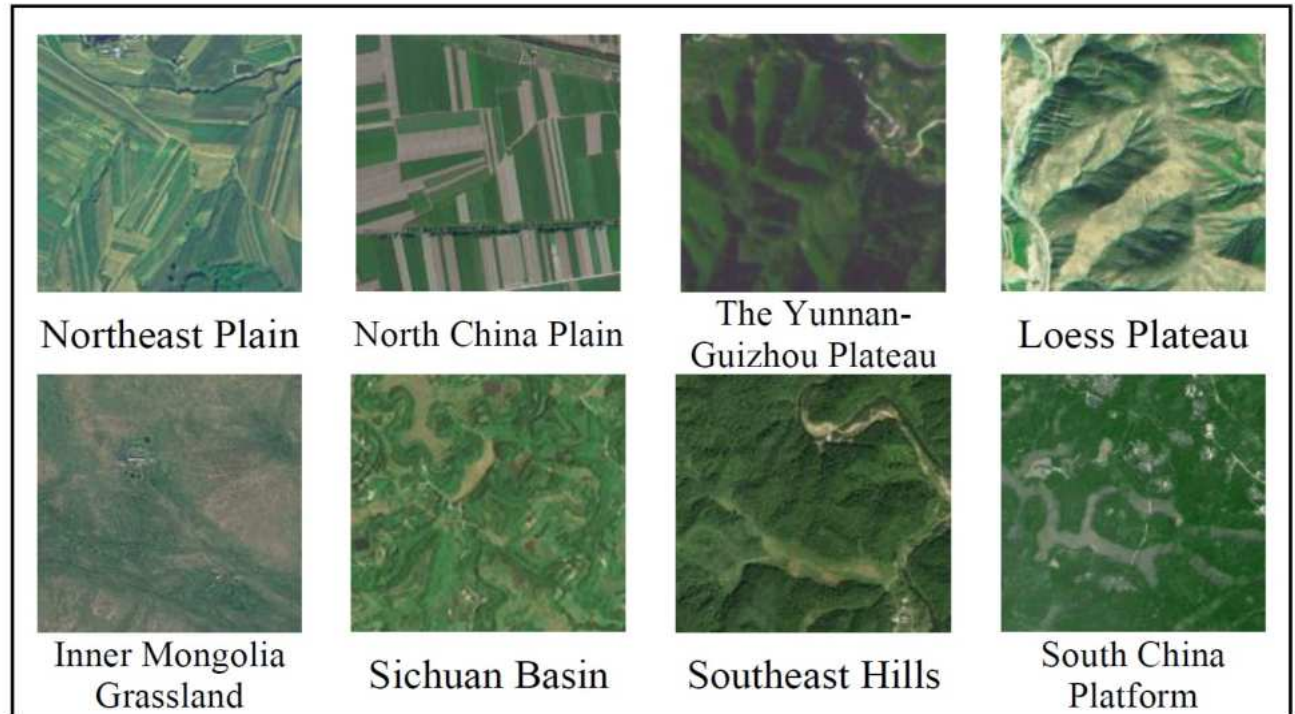 Northeast Plain
North China Plain
The Yunnan-
Guizhou Plateau
Loess Plateau
Inner Mongolia
Grassland
Sichuan Basin
Southeast Hills
South China
Platform